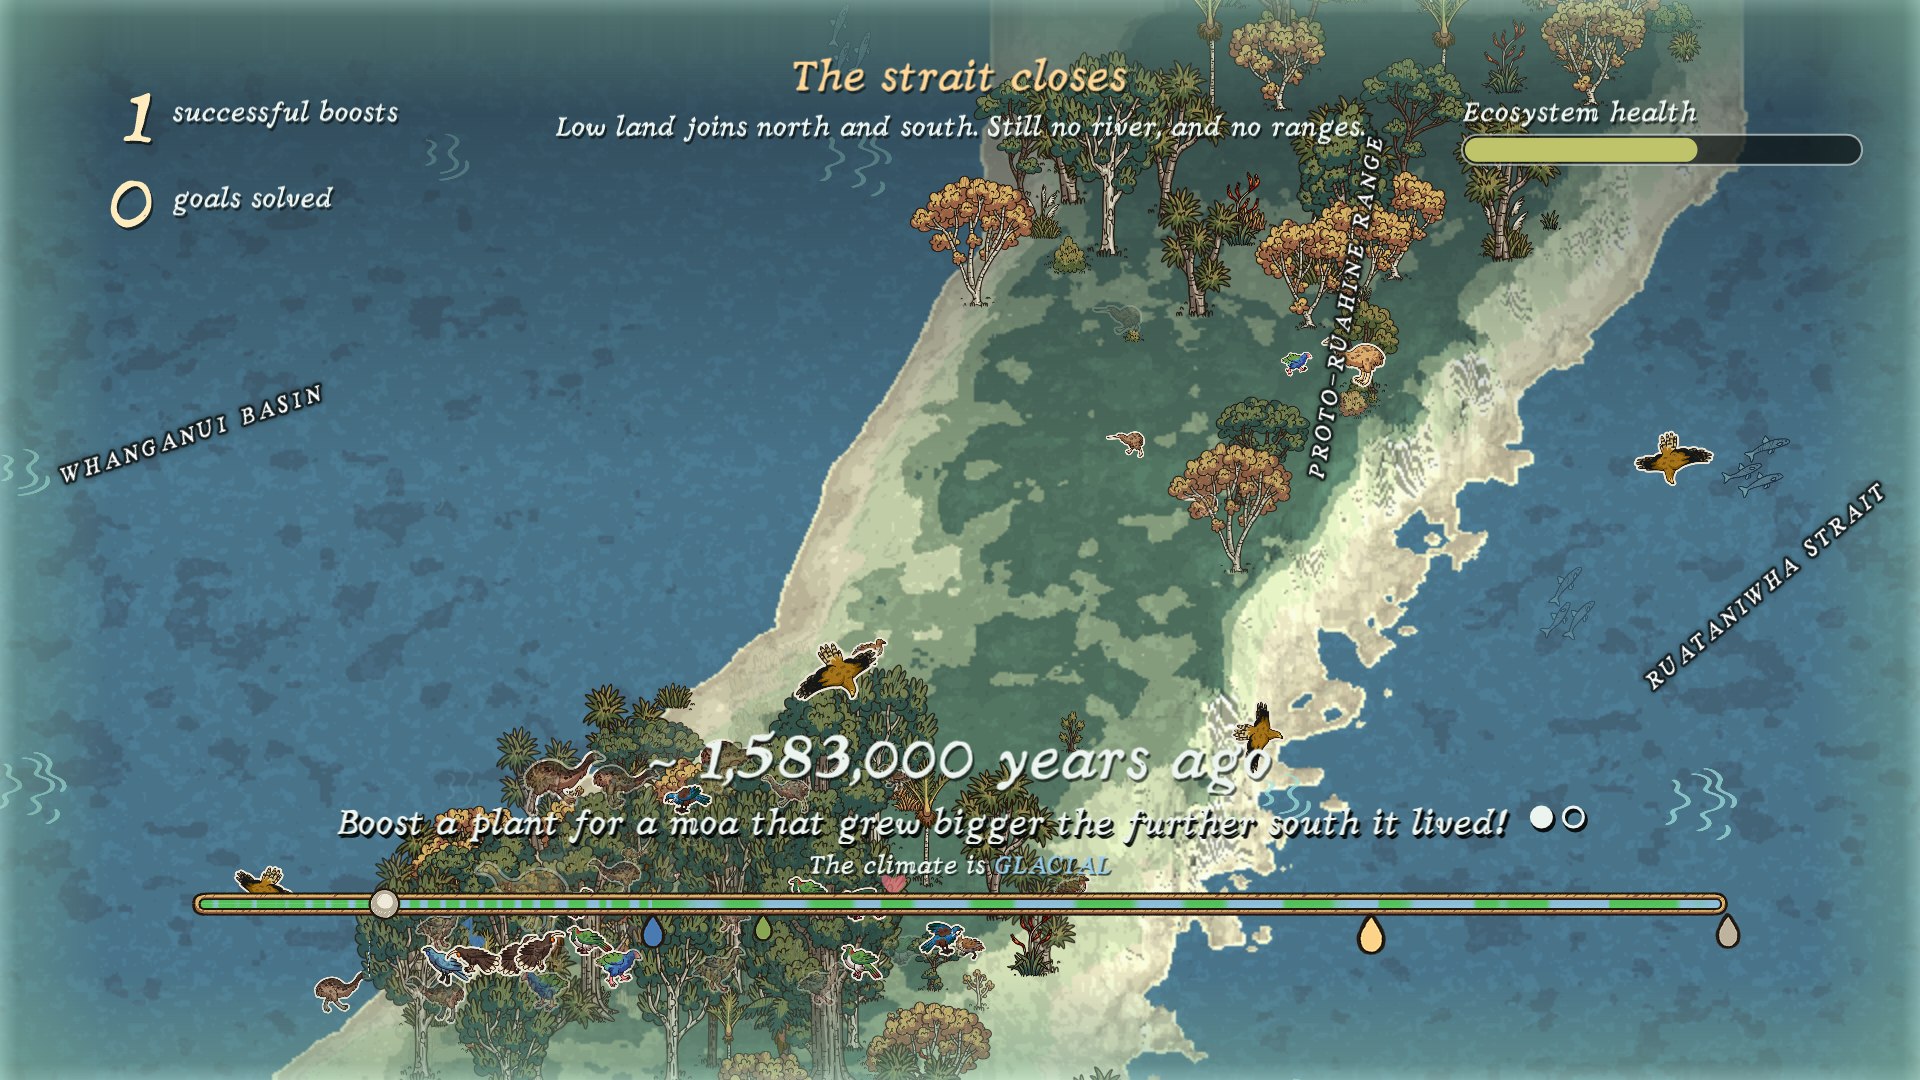 The strait closes
Low land joins north and south. Still no river, and no ranges.
1 successful boosts
0 goals solved
Ecosystem health
PROTO-RUAHINE RANGE
WHANGANUI BASIN
RUATANIWHA STRAIT
~ 1,583,000 years ago
Boost a plant for a moa that grew bigger the further south it lived!
The climate is GLACIAL